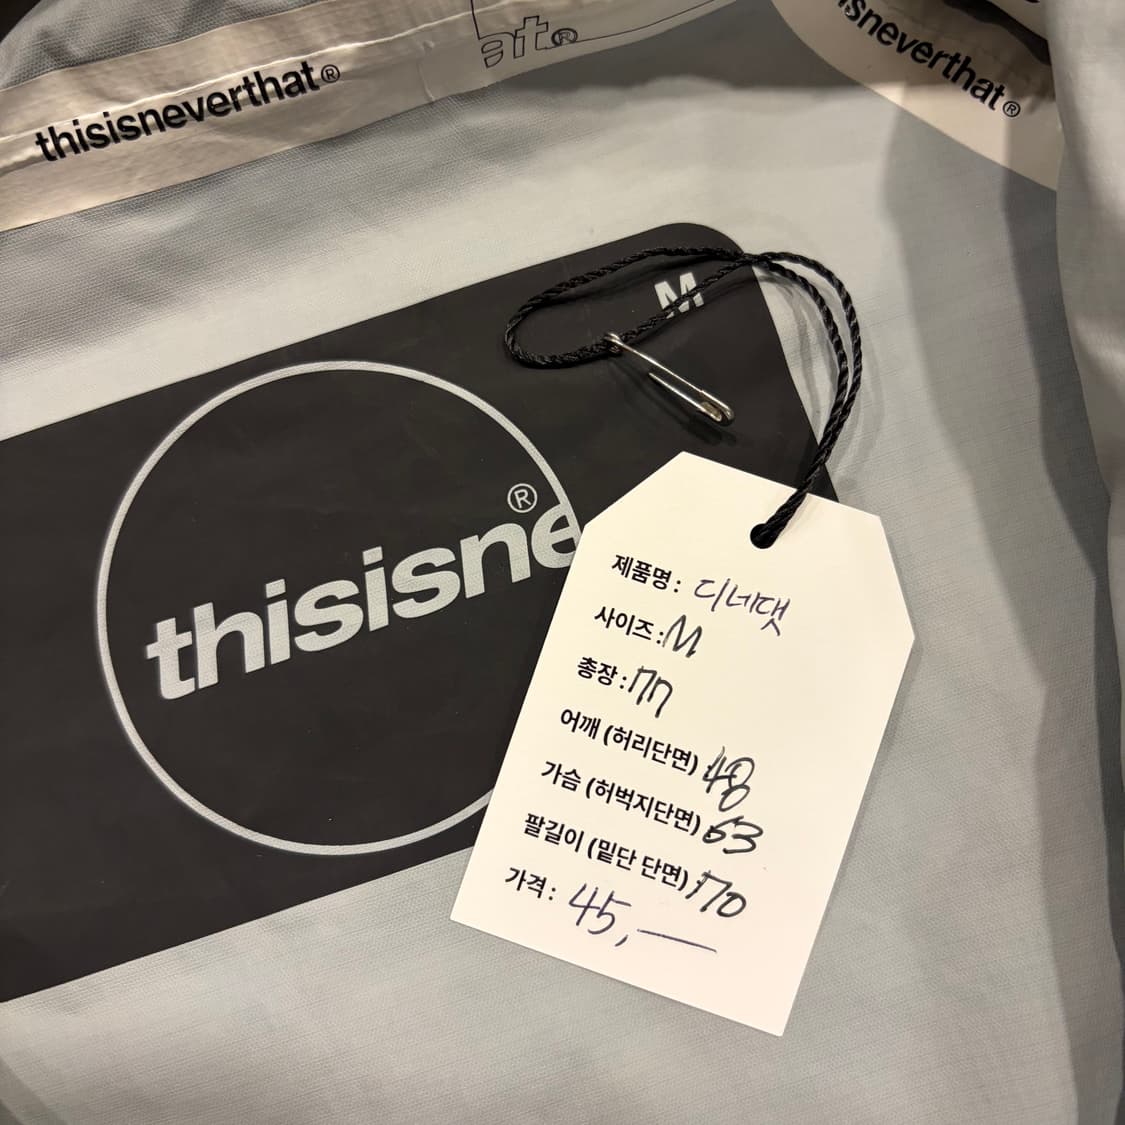 at®
thisisneverthat®
isneverthat®
M
thisisne®
제품명: 디네댓
사이즈: M
총장: 77
어깨 (허리단면) 48
가슴 (허벅지단면) 63
팔길이 (밑단 단면) 70
가격: 45,—